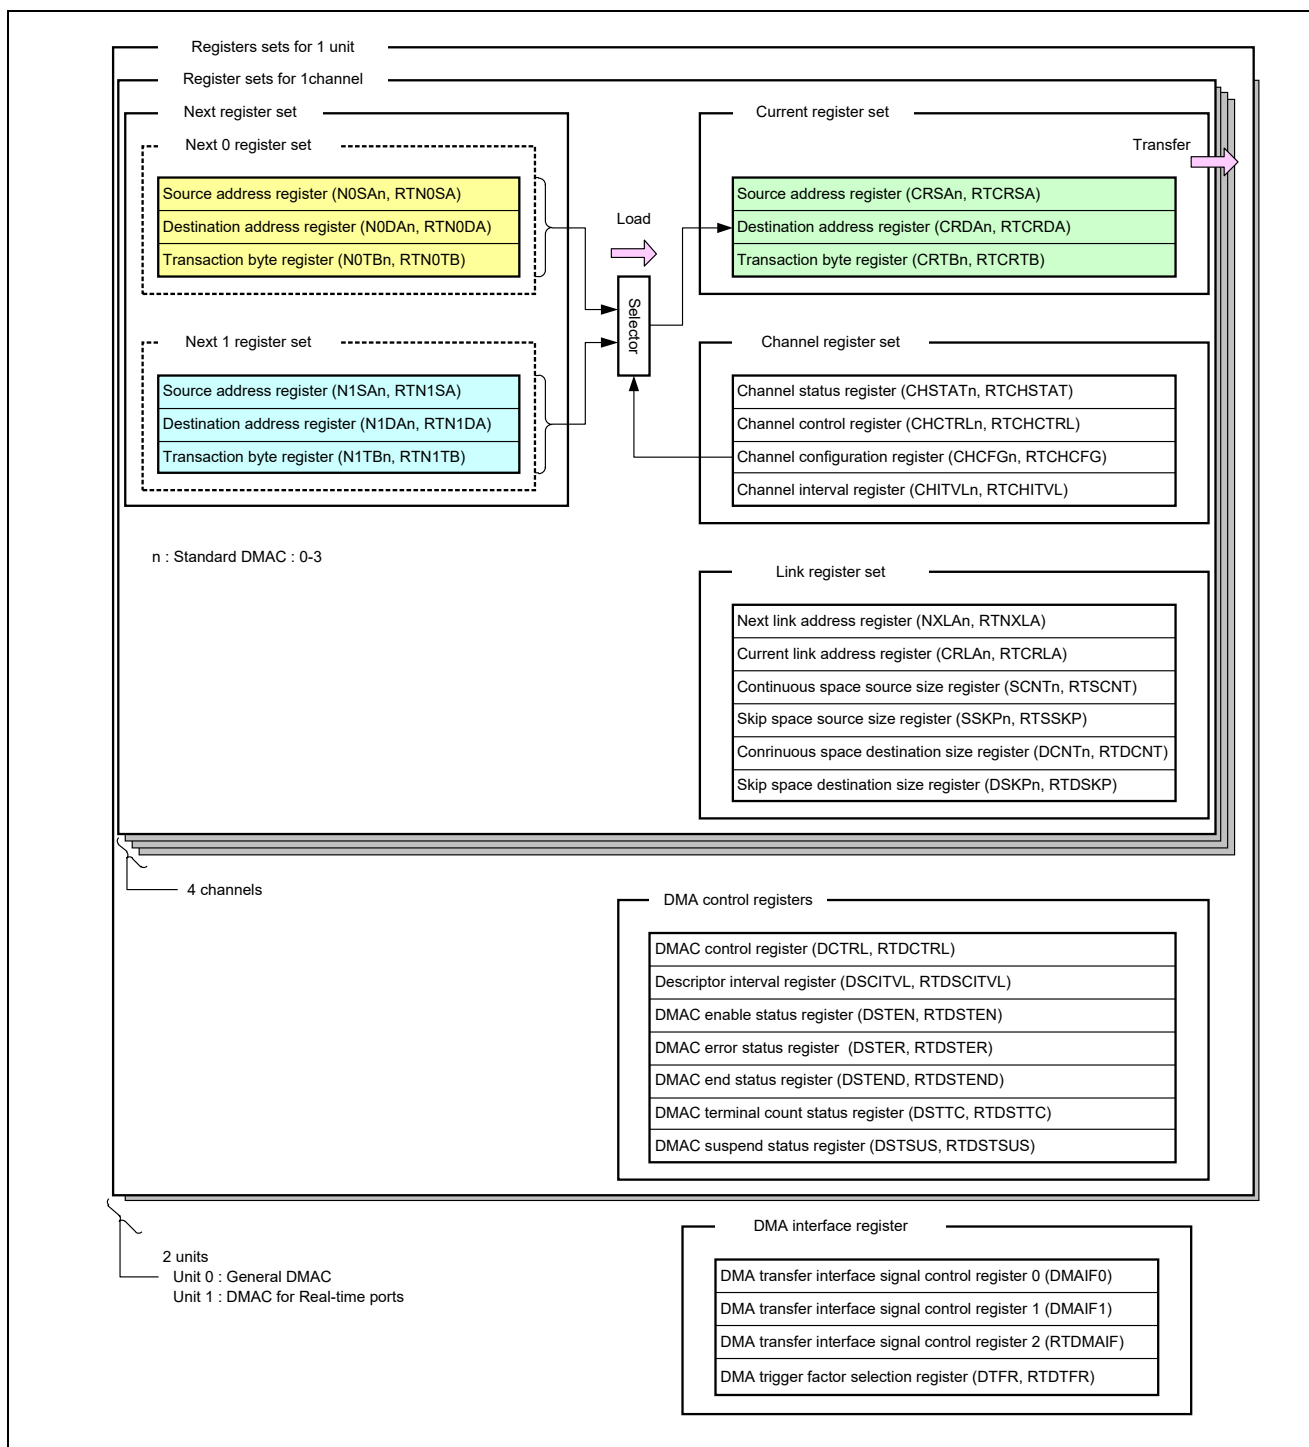 Registers sets for 1 unit
Register sets for 1channel
Next register set
Next 0 register set
Source address register (N0SAn, RTN0SA)
Destination address register (N0DAn, RTN0DA)
Transaction byte register (N0TBn, RTN0TB)
Next 1 register set
Source address register (N1SAn, RTN1SA)
Destination address register (N1DAn, RTN1DA)
Transaction byte register (N1TBn, RTN1TB)
n : Standard DMAC : 0-3
Load
Selector
Current register set
Transfer
Source address register (CRSAn, RTCRSA)
Destination address register (CRDAn, RTCRDA)
Transaction byte register (CRTBn, RTCRTB)
Channel register set
Channel status register (CHSTATn, RTCHSTAT)
Channel control register (CHCTRLn, RTCHCTRL)
Channel configuration register (CHCFGn, RTCHCFG)
Channel interval register (CHITVLn, RTCHITVL)
Link register set
Next link address register (NXLAn, RTNXLA)
Current link address register (CRLAn, RTCRLA)
Continuous space source size register (SCNTn, RTSCNT)
Skip space source size register (SSKPn, RTSSKP)
Conrinuous space destination size register (DCNTn, RTDCNT)
Skip space destination size register (DSKPn, RTDSKP)
4 channels
DMA control registers
DMAC control register (DCTRL, RTDCTRL)
Descriptor interval register (DSCITVL, RTDSCITVL)
DMAC enable status register (DSTEN, RTDSTEN)
DMAC error status register (DSTER, RTDSTER)
DMAC end status register (DSTEND, RTDSTEND)
DMAC terminal count status register (DSTTC, RTDSTTC)
DMAC suspend status register (DSTSUS, RTDSTSUS)
2 units
Unit 0 : General DMAC
Unit 1 : DMAC for Real-time ports
DMA interface register
DMA transfer interface signal control register 0 (DMAIF0)
DMA transfer interface signal control register 1 (DMAIF1)
DMA transfer interface signal control register 2 (RTDMAIF)
DMA trigger factor selection register (DTFR, RTDTFR)